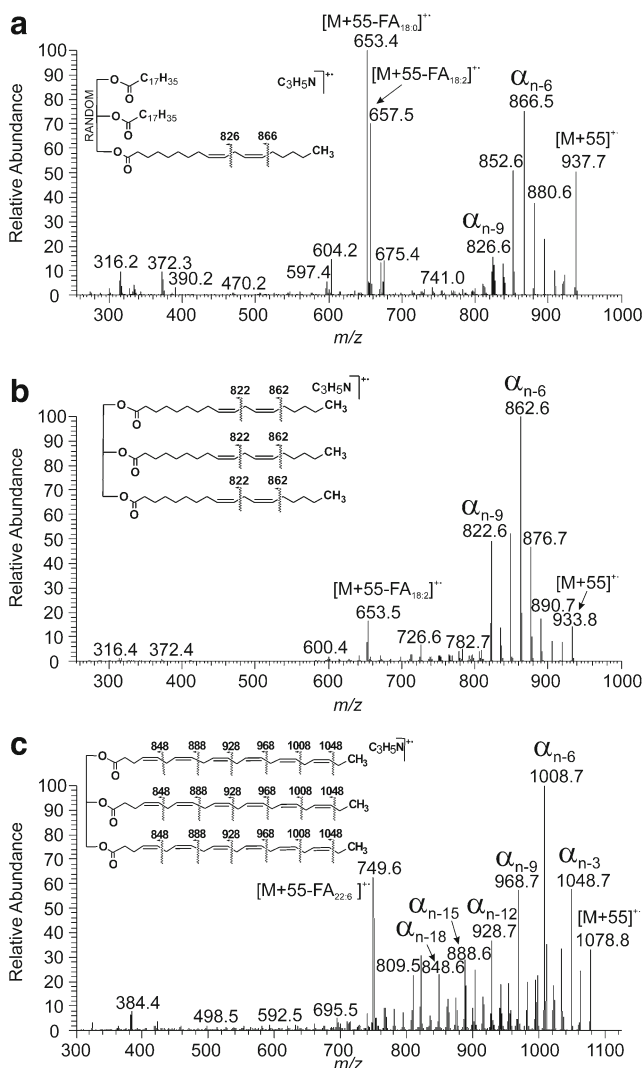 a
[M+55-FA18:0]+·
653.4
[M+55-FA18:2]+·
657.5
αn-6
866.5
[M+55]+·
937.7
852.6
880.6
αn-9
826.6
RANDOM
O
O
C17H35
O
O
C17H35
O
O
826 866
CH3
C3H5N
+·
316.2
372.3
390.2
470.2
597.4
604.2
675.4
741.0
Relative Abundance
100
90
80
70
60
50
40
30
20
10
0
300 400 500 600 700 800 900 1000
m/z
b
C3H5N
+·
822 862
O
O
CH3
822 862
O
O
CH3
822 862
O
O
CH3
αn-6
862.6
αn-9
822.6
876.7
890.7
[M+55]+·
933.8
[M+55-FA18:2]+·
653.5
316.4
372.4
600.4
726.6
782.7
Relative Abundance
100
90
80
70
60
50
40
30
20
10
0
300 400 500 600 700 800 900 1000
m/z
c
C3H5N
+·
848 888 928 968 1008 1048
O
O
CH3
848 888 928 968 1008 1048
O
O
CH3
848 888 928 968 1008 1048
O
O
CH3
αn-6
1008.7
αn-9
968.7
αn-3
1048.7
[M+55]+·
1078.8
αn-12
928.7
αn-15
888.6
αn-18
848.6
809.5
749.6
[M+55-FA22:6]+·
384.4
498.5
592.5
695.5
Relative Abundance
100
90
80
70
60
50
40
30
20
10
0
300 400 500 600 700 800 900 1000 1100
m/z